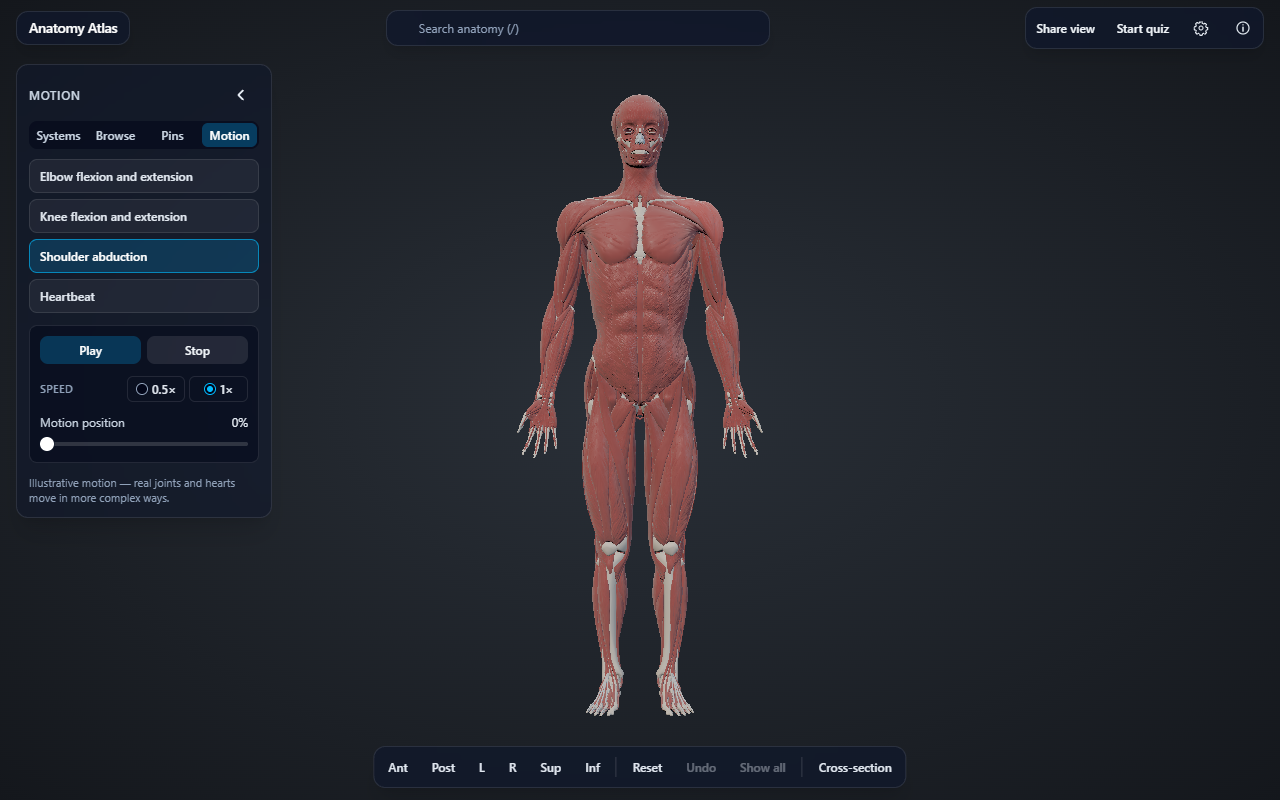 Anatomy Atlas
Search anatomy (/)
Share view
Start quiz
MOTION
Systems
Browse
Pins
Motion
Elbow flexion and extension
Knee flexion and extension
Shoulder abduction
Heartbeat
Play
Stop
SPEED
0.5×
1×
Motion position
0%
Illustrative motion — real joints and hearts
move in more complex ways.
Ant
Post
L
R
Sup
Inf
Reset
Undo
Show all
Cross-section